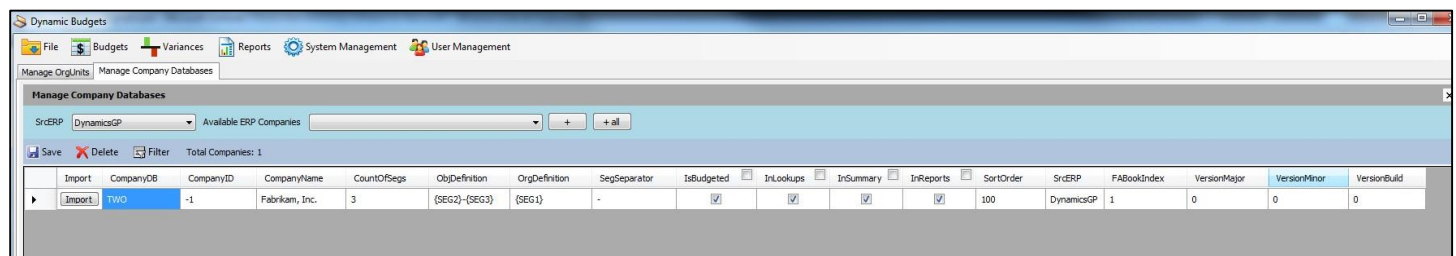 Dynamic Budgets
File Budgets Variances Reports System Management User Management
Manage OrgUnits Manage Company Databases
Manage Company Databases
SrcERP DynamicsGP Available ERP Companies + + all
Save Delete Filter Total Companies: 1
Import CompanyDB CompanyID CompanyName CountOfSegs ObjDefinition OrgDefinition SegSeparator IsBudgeted InLookups InSummary InReports SortOrder SrcERP FABookIndex VersionMajor VersionMinor VersionBuild
Import TWO -1 Fabrikam, Inc. 3 {SEG2}-{SEG3} {SEG1} - 100 DynamicsGP 1 0 0 0